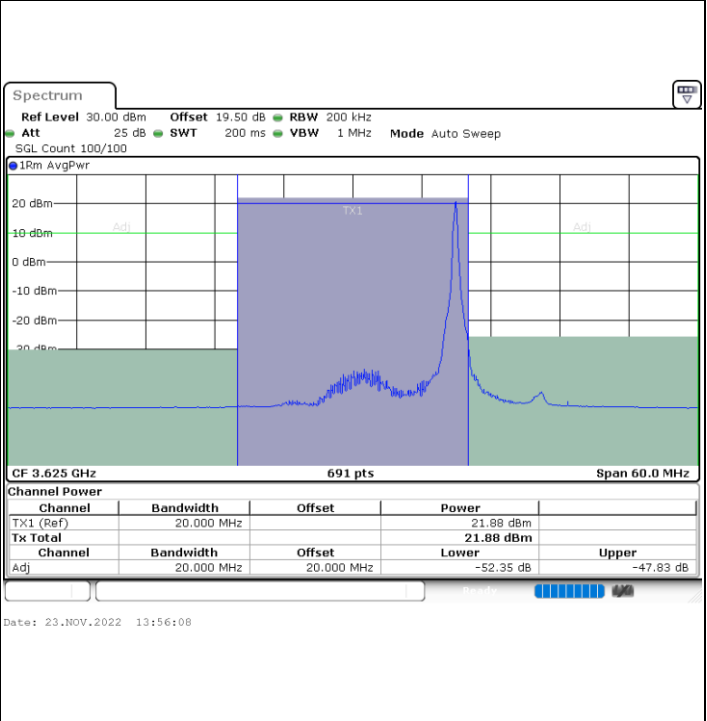 Spectrum
Ref Level 30.00 dBm Offset 19.50 dB RBW 200 kHz
Att 25 dB SWT 200 ms VBW 1 MHz Mode Auto Sweep
SGL Count 100/100
1Rm AvgPwr
20 dBm
TX1
Adj Adj
10 dBm
0 dBm
-10 dBm
-20 dBm
-30 dBm
CF 3.625 GHz 691 pts Span 60.0 MHz
Channel Power
Channel Bandwidth Offset Power
TX1 (Ref) 20.000 MHz 21.88 dBm
Tx Total 21.88 dBm
Channel Bandwidth Offset Lower Upper
Adj 20.000 MHz 20.000 MHz -52.35 dB -47.83 dB
Ready
Date: 23.NOV.2022 13:56:08